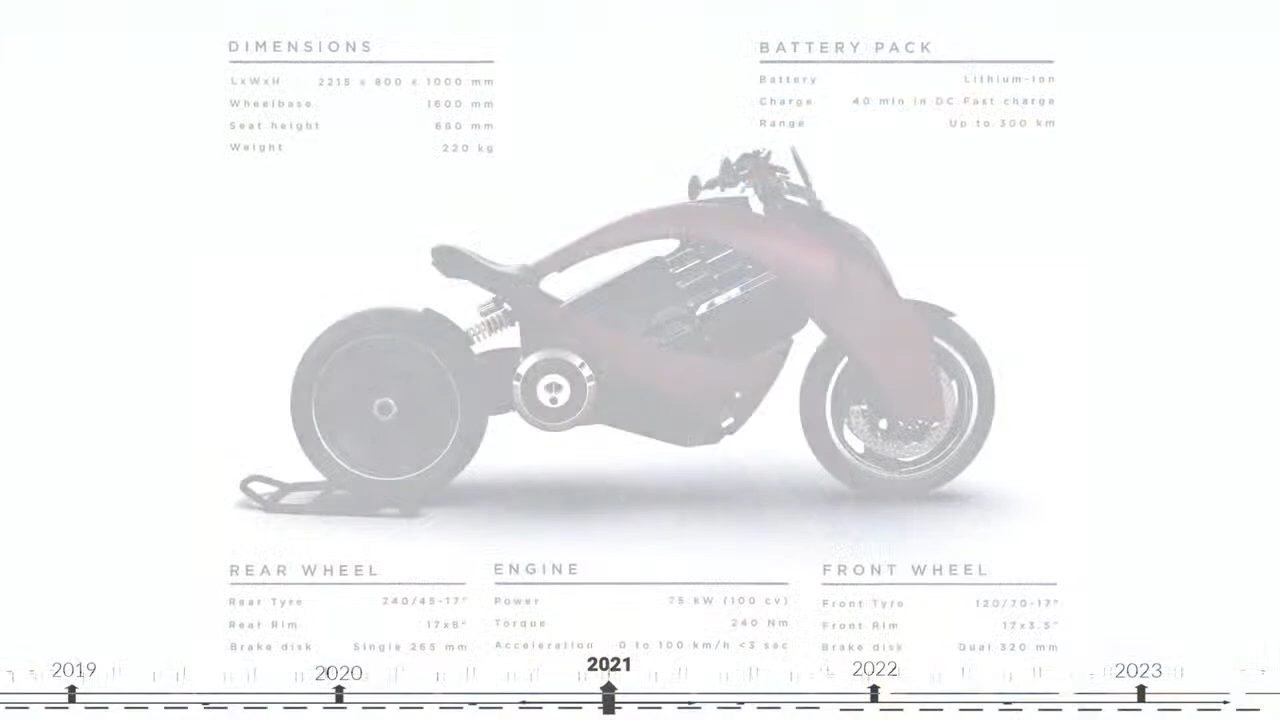 DIMENSIONS
LxWxH 2215 x 800 x 1000 mm
Wheelbase 1600 mm
Seat height 660 mm
Weight 220 kg
BATTERY PACK
Battery Lithium-Ion
Charge 40 min in DC Fast charge
Range Up to 300 km
REAR WHEEL
Rear Tyre 240/45-17"
Rear Rim 17x8"
Brake disk Single 265 mm
ENGINE
Power 75 kW (100 cv)
Torque 240 Nm
Acceleration 0 to 100 km/h <3 sec
FRONT WHEEL
Front Tyre 120/70-17"
Front Rim 17x3.5"
Brake disk Dual 320 mm
2019 2020 2021 2022 2023